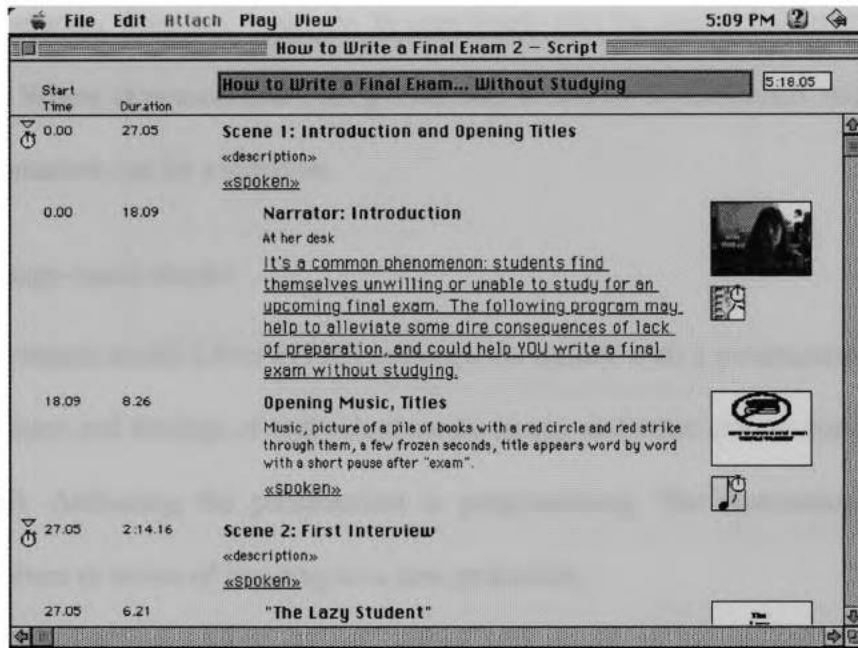 File Edit Attach Play View 5:09 PM
How to Write a Final Exam 2 – Script
How to Write a Final Exam... Without Studying 5:18.05
Start
Time Duration
0.00 27.05 Scene 1: Introduction and Opening Titles
«description»
«spoken»
0.00 18.09 Narrator: Introduction
At her desk
It's a common phenomenon: students find
themselves unwilling or unable to study for an
upcoming final exam. The following program may
help to alleviate some dire consequences of lack
of preparation, and could help YOU write a final
exam without studying.
18.09 8.26 Opening Music, Titles
Music, picture of a pile of books with a red circle and red strike
through them, a few frozen seconds, title appears word by word
with a short pause after "exam".
«spoken»
27.05 2:14.16 Scene 2: First Interview
«description»
«spoken»
27.05 6.21 "The Lazy Student"
The